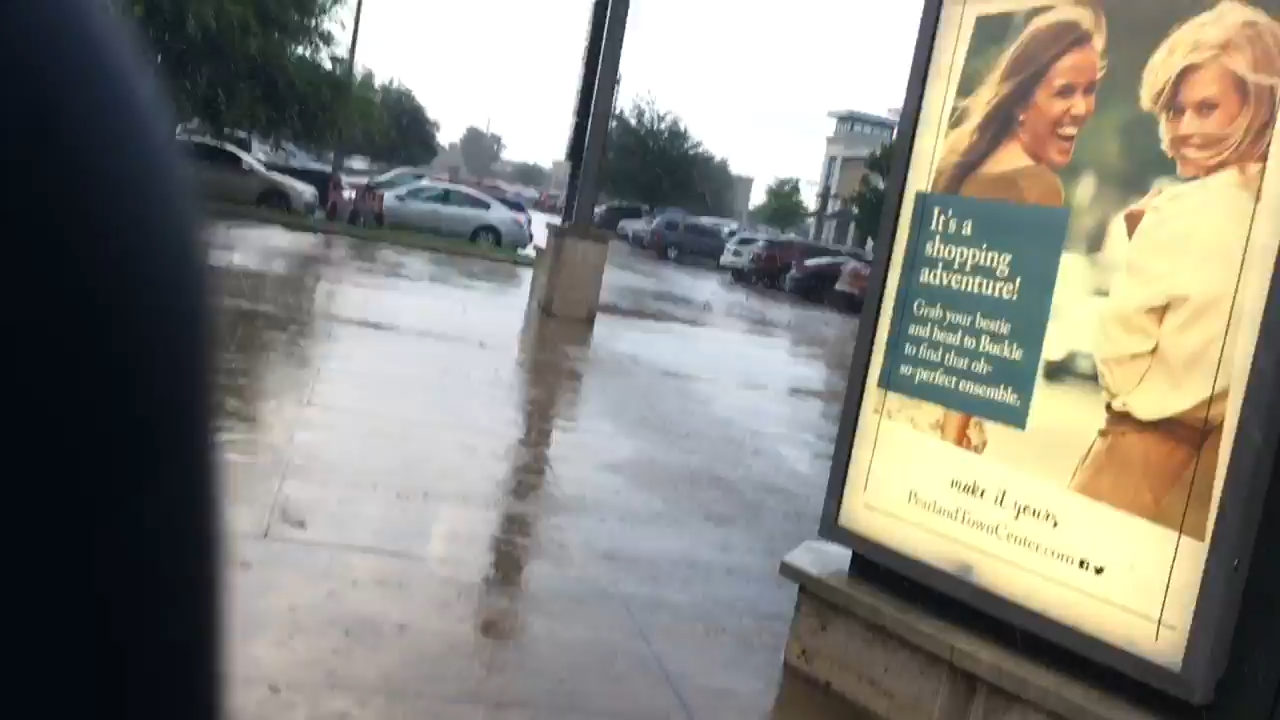 It's a
shopping
adventure!
Grab your bestie
and head to Buckle
to find that oh-
so-perfect ensemble.
make it yours
PearlandTownCenter.com